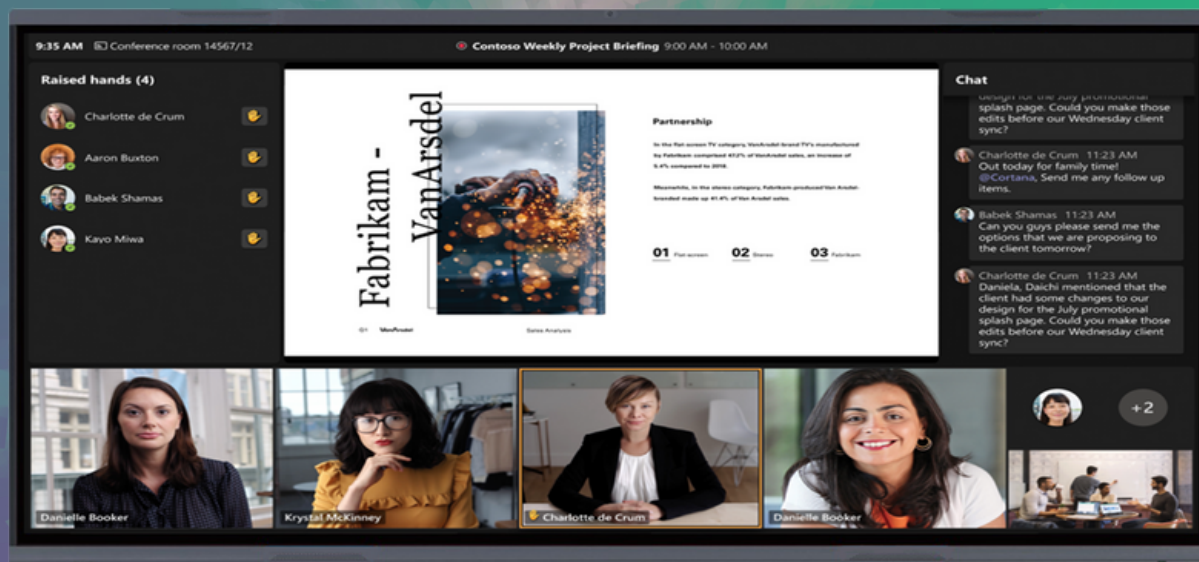 9:35 AM Conference room 14567/12
Contoso Weekly Project Briefing 9:00 AM - 10:00 AM
Raised hands (4)
Charlotte de Crum
Aaron Buxton
Babek Shamas
Kayo Miwa
Fabrikam -
VanArsdel
Partnership
In the flat-screen TV category, VanArsdel-brand TV's manufactured
by Fabrikam comprised 47.2% of VanArsdel sales, an increase of
5.4% compared to 2018.
Meanwhile, in the stereo category, Fabrikam-produced Van Arsdel-
branded made up 41.4% of Van Arsdel sales.
01 Flat-screen
02 Stereo
03 Fabrikam
VanArsdel
Sales Analysis
Chat
design for the July promotional
splash page. Could you make those
edits before our Wednesday client
sync?
Charlotte de Crum 11:23 AM
Out today for family time!
@Cortana, Send me any follow up
items.
Babek Shamas 11:23 AM
Can you guys please send me the
options that we are proposing to
the client tomorrow?
Charlotte de Crum 11:23 AM
Daniela, Daichi mentioned that the
client had some changes to our
design for the July promotional
splash page. Could you make those
edits before our Wednesday client
sync?
Danielle Booker
Krystal McKinney
Charlotte de Crum
Danielle Booker
+2